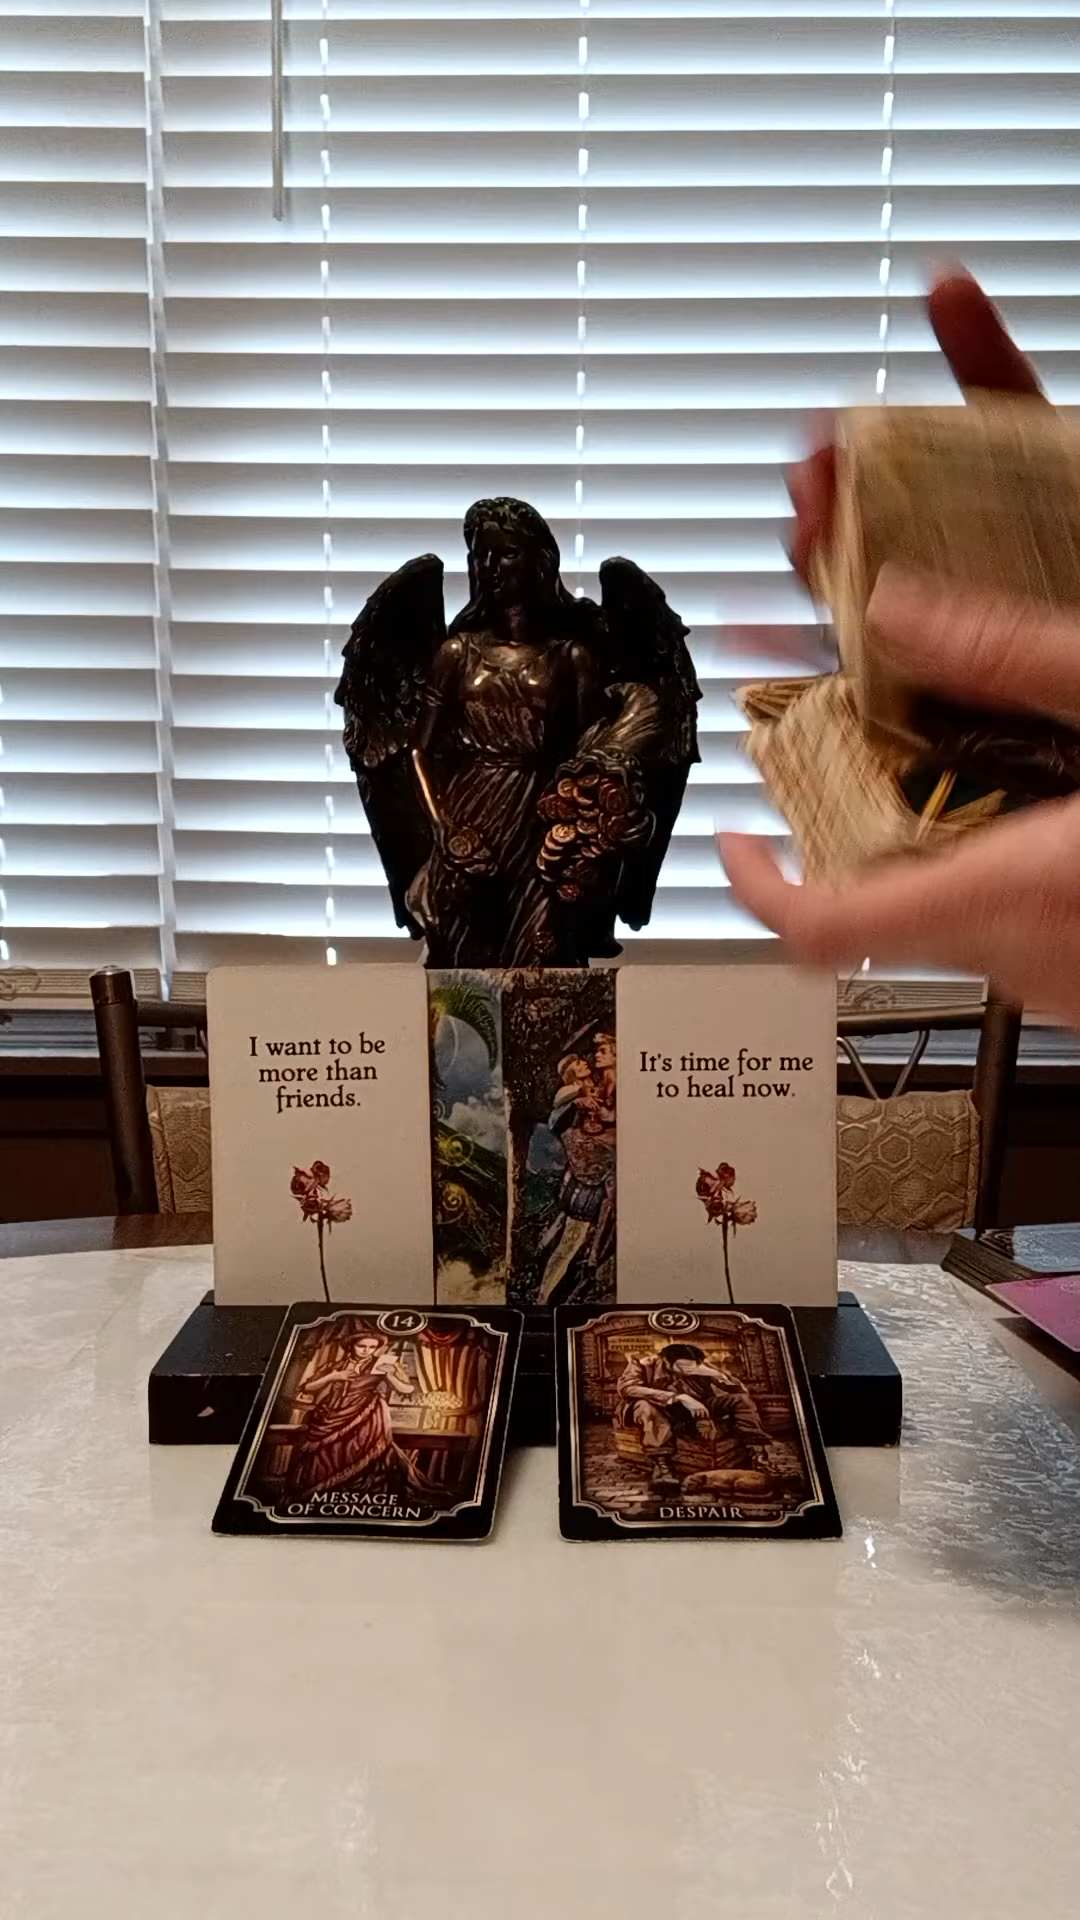 I want to be
more than
friends.
It's time for me
to heal now.
14
MESSAGE
OF CONCERN
32
DESPAIR